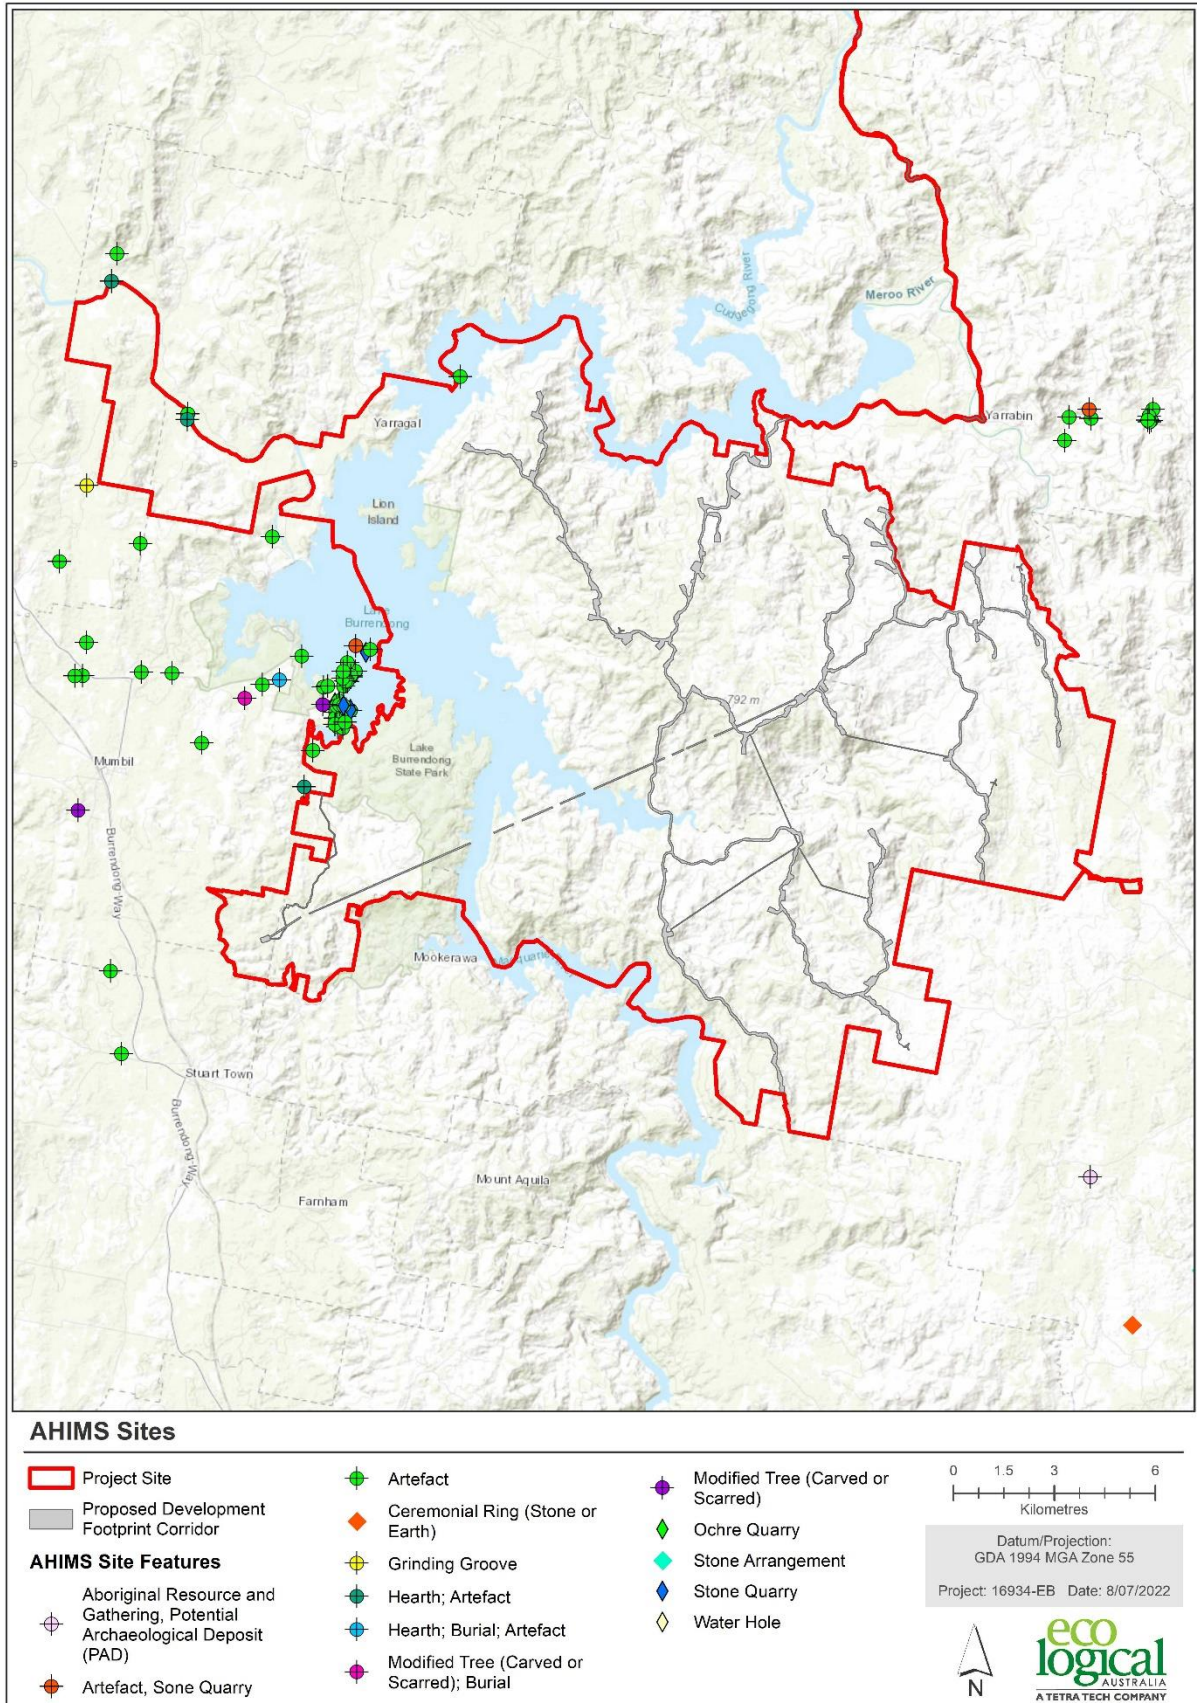 Cudgegong River
Meroo River
Yarrabin
Yarragal
Lion
Island
Lake
Burrendong
792 m
Lake
Burrendong
State Park
Mumbil
Burrendong Way
Mookerawa
Stuart Town
Burrendong Way
Mount Aquila
Farnham
AHIMS Sites
Project Site
Proposed Development
Footprint Corridor
AHIMS Site Features
Aboriginal Resource and
Gathering, Potential
Archaeological Deposit
(PAD)
Artefact, Sone Quarry
Artefact
Ceremonial Ring (Stone or
Earth)
Grinding Groove
Hearth; Artefact
Hearth; Burial; Artefact
Modified Tree (Carved or
Scarred); Burial
Modified Tree (Carved or
Scarred)
Ochre Quarry
Stone Arrangement
Stone Quarry
Water Hole
0 1.5 3 6
Kilometres
Datum/Projection:
GDA 1994 MGA Zone 55
Project: 16934-EB Date: 8/07/2022
N
eco
logical
AUSTRALIA
A TETRA TECH COMPANY